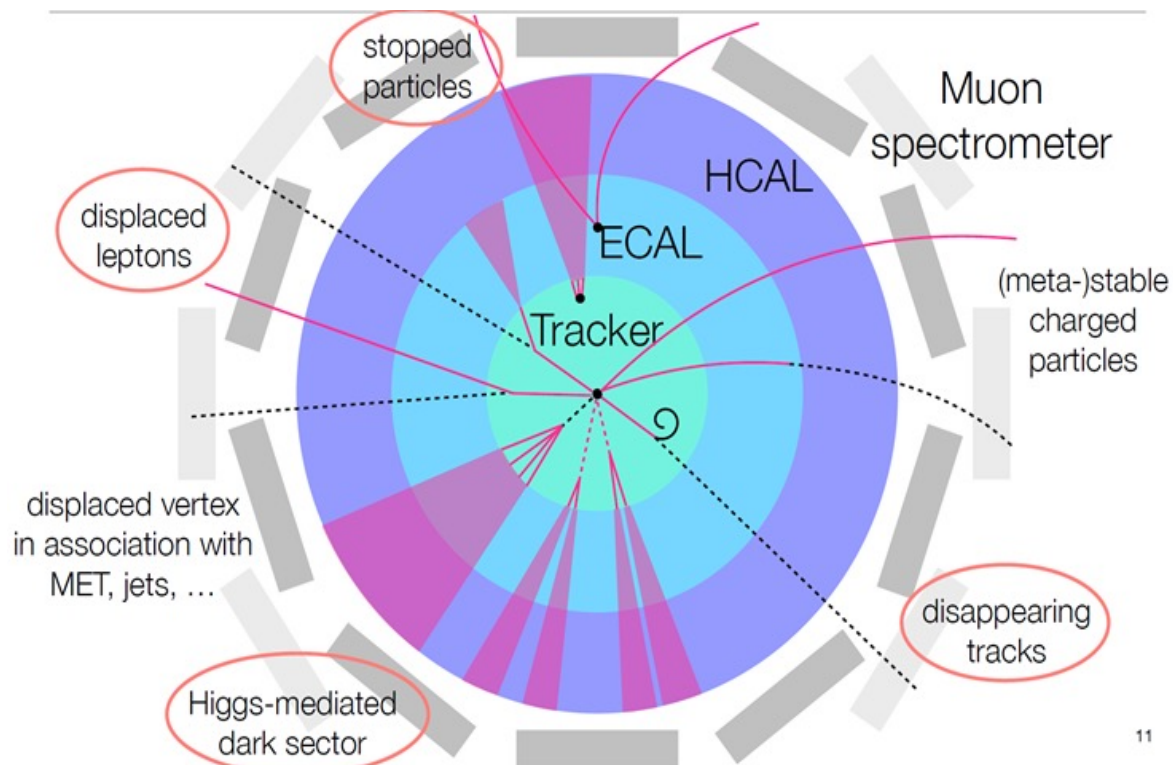 stopped
particles
Muon
spectrometer
HCAL
displaced
leptons
ECAL
(meta-)stable
charged
particles
Tracker
displaced vertex
in association with
MET, jets, …
disappearing
tracks
Higgs-mediated
dark sector
11